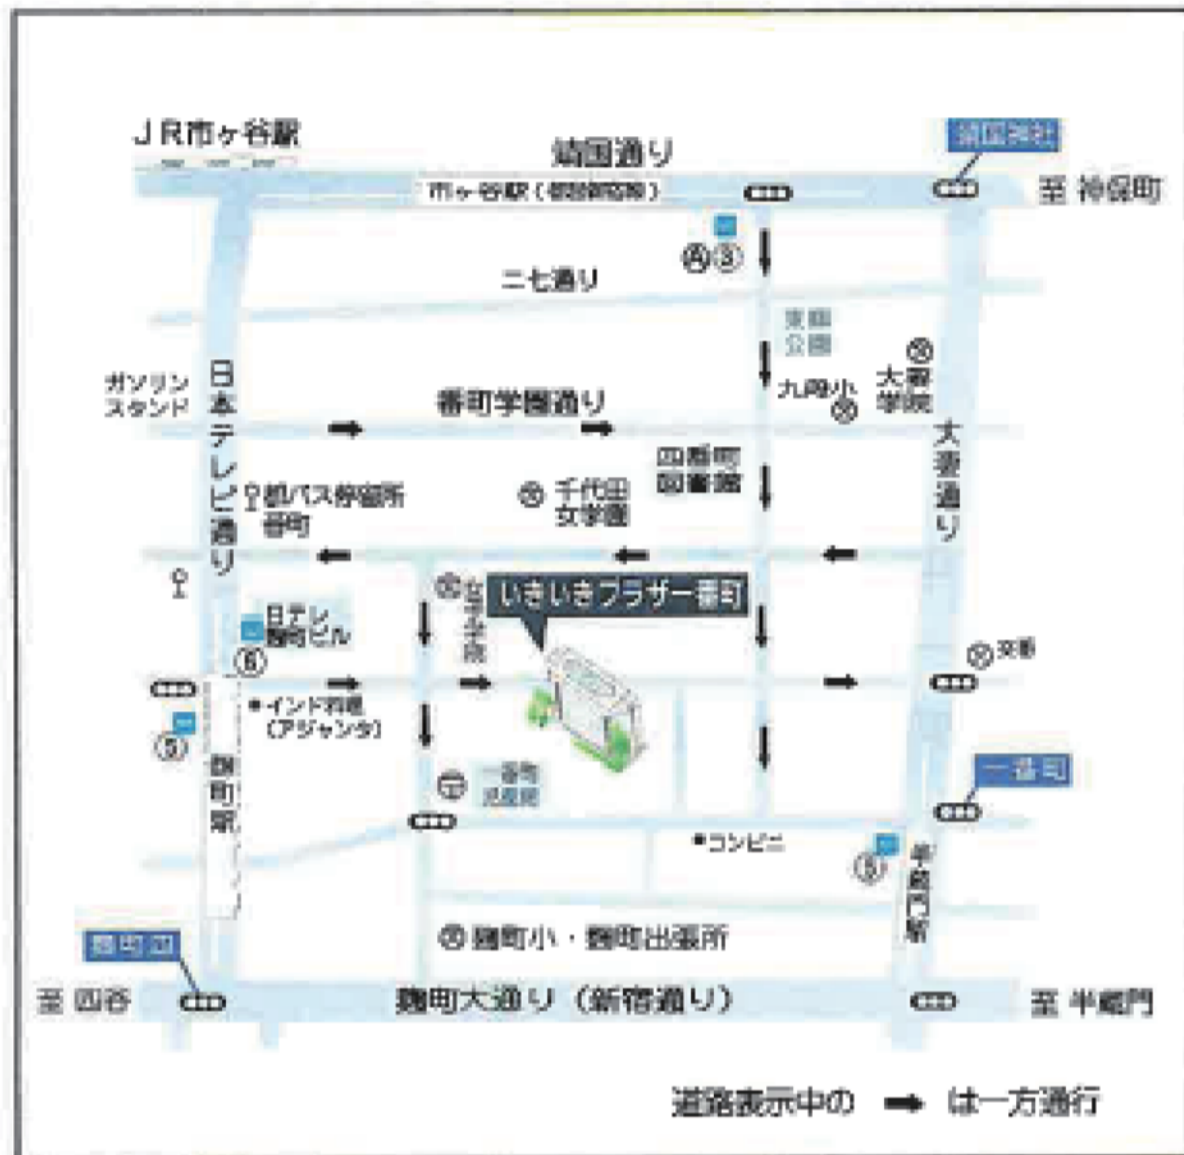 JR市ヶ谷駅
靖国通り
靖国神社
市ヶ谷駅(都営新宿線)
至 神保町
Ⓐ③
二七通り
東郷
公園
ガソリン
スタンド
日本テレビ通り
番町学園通り
九段小
大妻通り
四番町
図書館
千代田
女学園
都バス停留所
番町
いきいきプラザ一番町
日テレ
麹町ビル
⑥
交番
・インド料理
(アジャンタ)
⑤
麹町駅
一番町
児童館
一番町
・コンビニ
⑤
半蔵門駅
麹町小・麹町出張所
麹町四
至 四谷
麹町大通り(新宿通り)
至 半蔵門
道路表示中の ➡ は一方通行